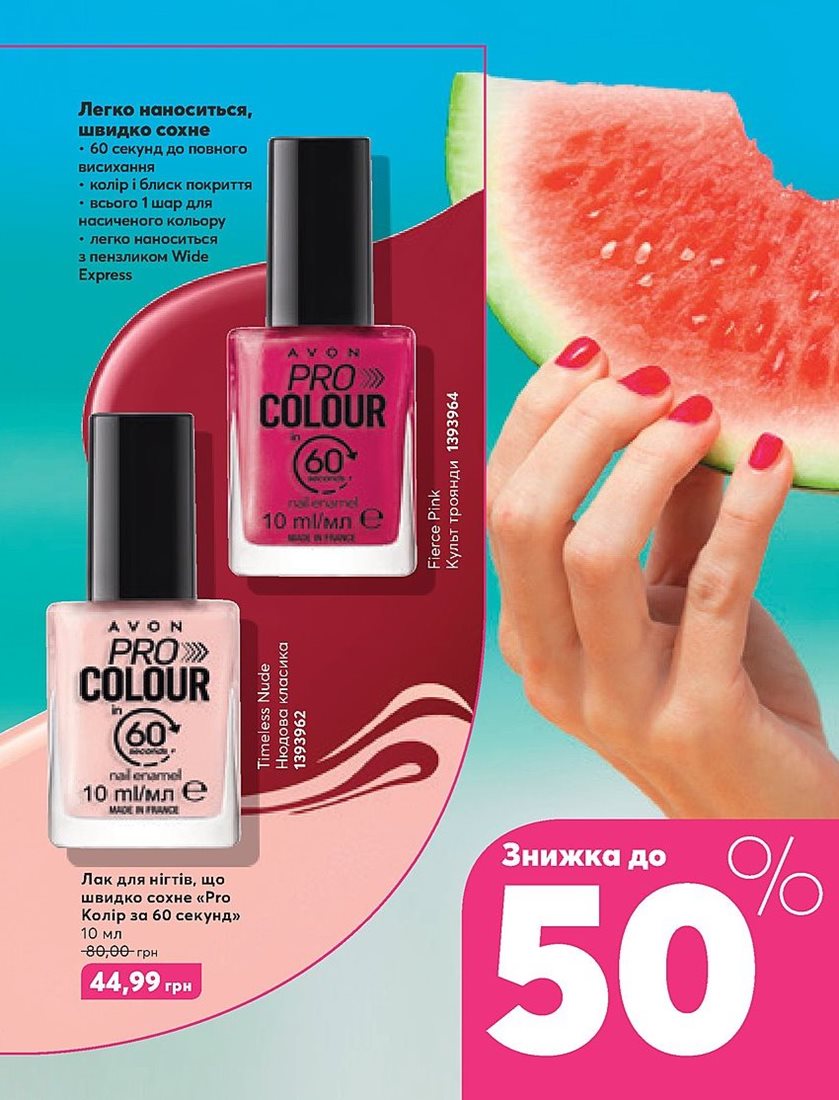 Легко наноситься,
швидко сохне
• 60 секунд до повного
висихання
• колір і блиск покриття
• всього 1 шар для
насиченого кольору
• легко наноситься
з пензликом Wide
Express
AVON
PRO
COLOUR
in
60
seconds
nail enamel
10 ml/мл ℮
MADE IN FRANCE
Fierce Pink
Культ троянди 1393964
AVON
PRO
COLOUR
in
60
seconds
nail enamel
10 ml/мл ℮
MADE IN FRANCE
Timeless Nude
Нюдова класика
1393962
Лак для нігтів, що
швидко сохне «Pro
Колір за 60 секунд»
10 мл
80,00 грн
44,99 грн
Знижка до
50%